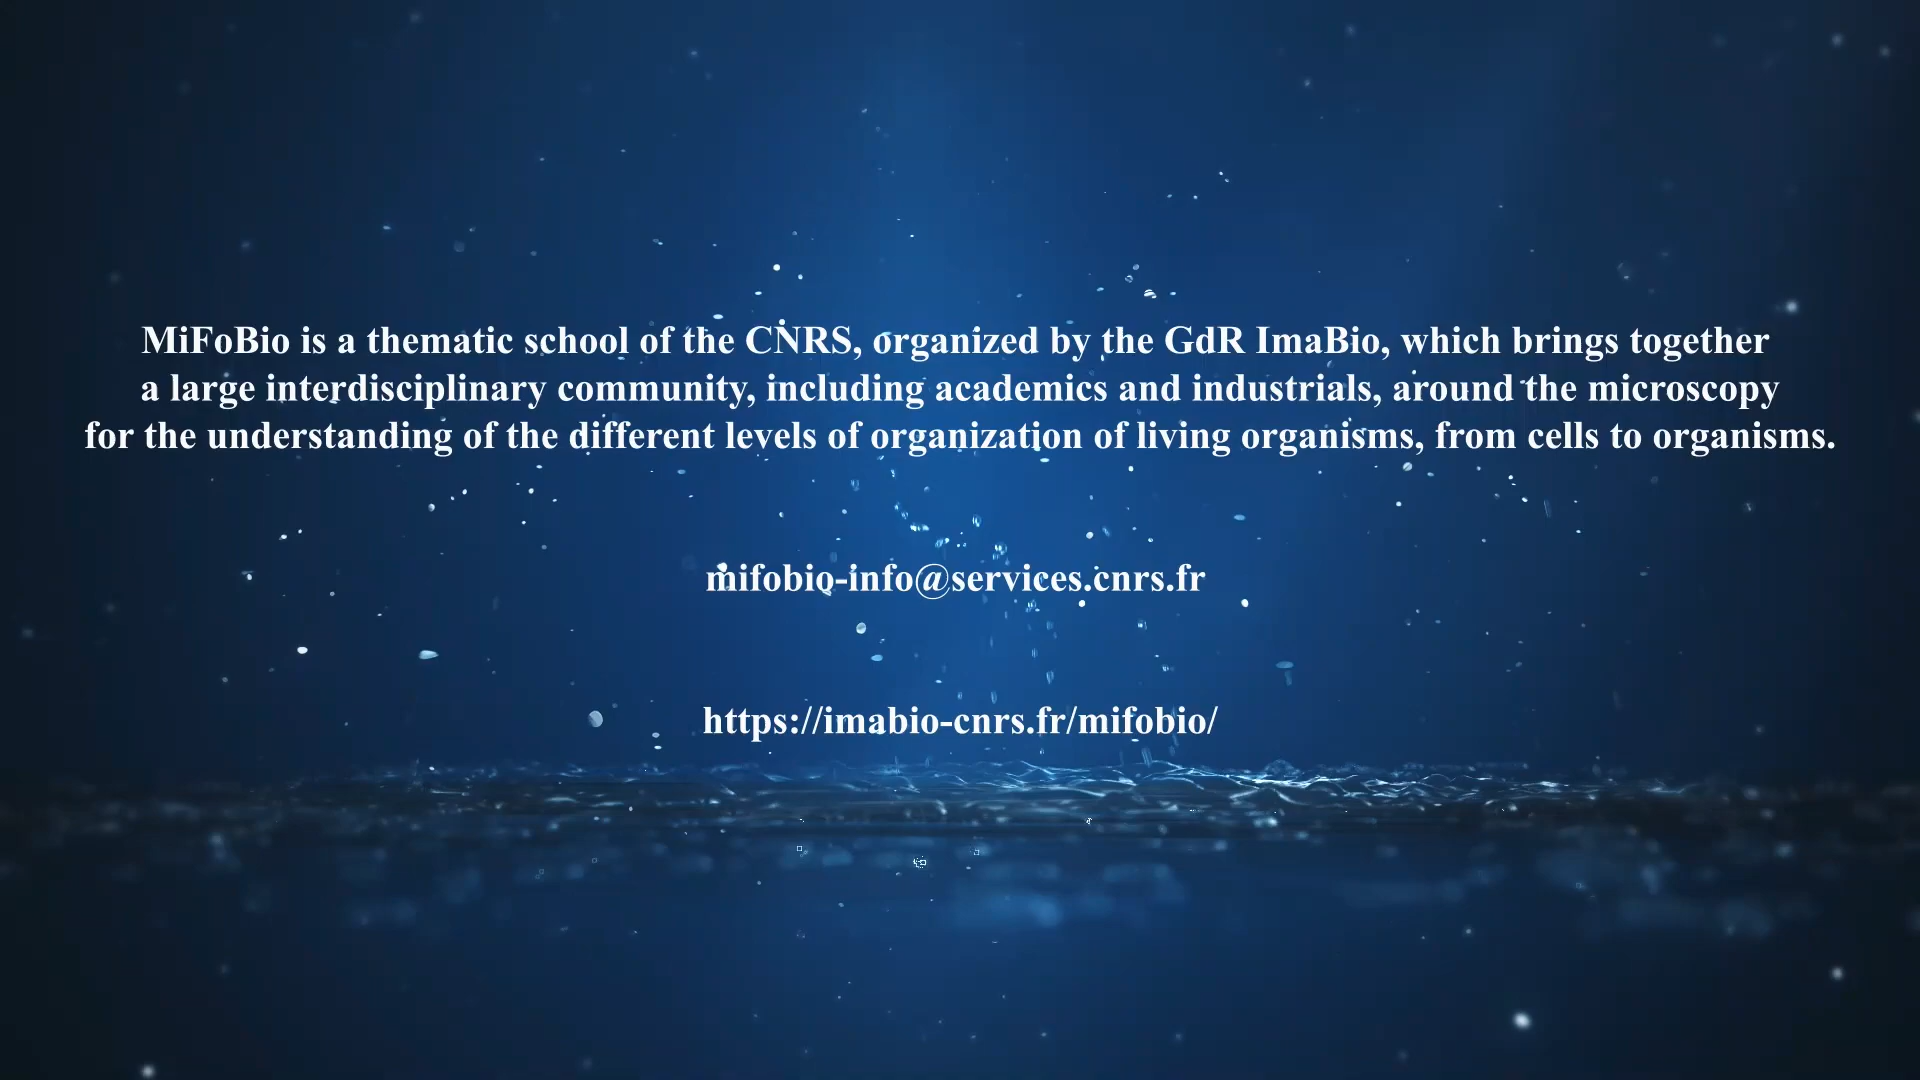 MiFoBio is a thematic school of the CNRS, organized by the GdR ImaBio, which brings together
a large interdisciplinary community, including academics and industrials, around the microscopy
for the understanding of the different levels of organization of living organisms, from cells to organisms.
mifobio-info@services.cnrs.fr
https://imabio-cnrs.fr/mifobio/